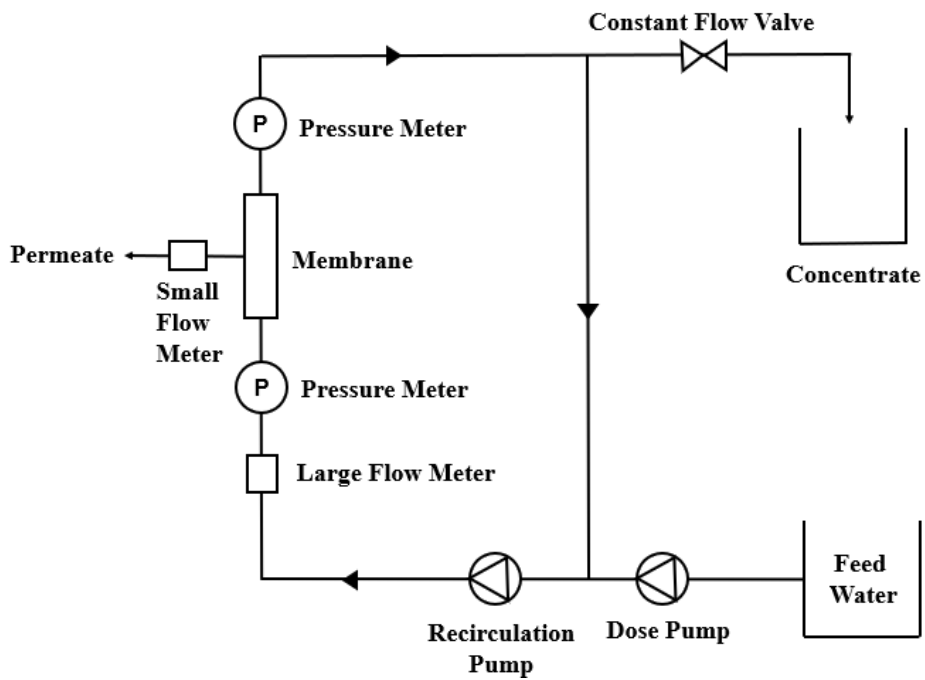 Constant Flow Valve
P
Pressure Meter
Permeate
Membrane
Small
Flow
Meter
Concentrate
P
Pressure Meter
Large Flow Meter
Feed
Water
Recirculation
Pump
Dose Pump